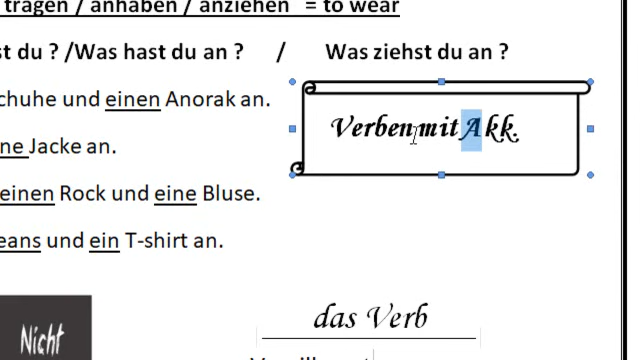 tragen / anhaben / anziehen = to wear
st du ? /Was hast du an ? / Was ziehst du an ?
chuhe und einen Anorak an.
Verben mit Akk.
ne Jacke an.
einen Rock und eine Bluse.
eans und ein T-shirt an.
das Verb
Nicht